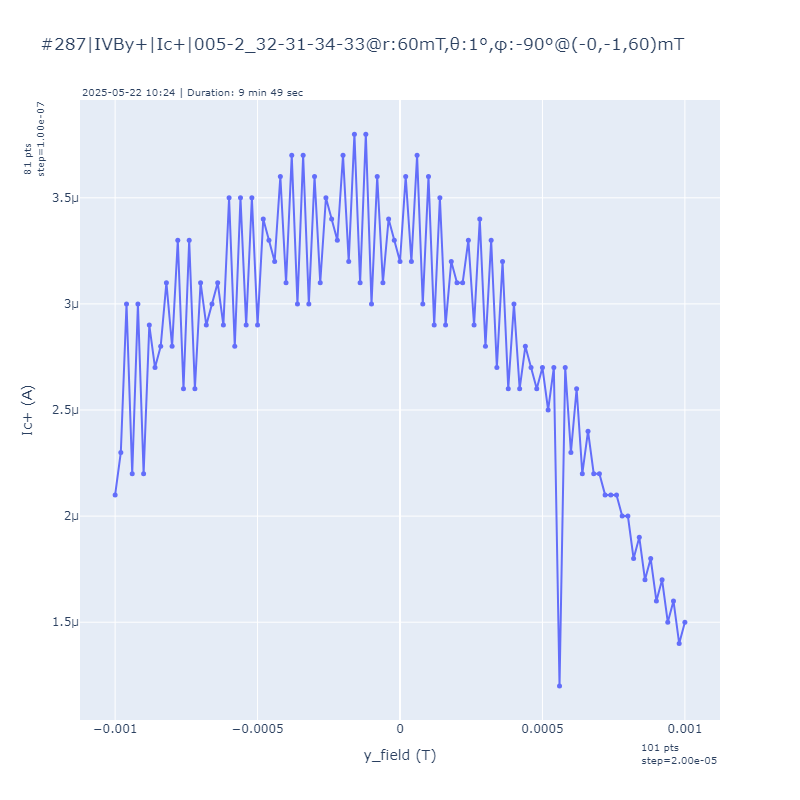 #287|IVBy+|Ic+|005-2_32-31-34-33@r:60mT,θ:1°,φ:-90°@(-0,-1,60)mT
2025-05-22 10:24 | Duration: 9 min 49 sec
81 pts
step=1.00e-07
3.5μ
3μ
2.5μ
2μ
1.5μ
Ic+ (A)
−0.001
−0.0005
0
0.0005
0.001
y_field (T)
101 pts
step=2.00e-05